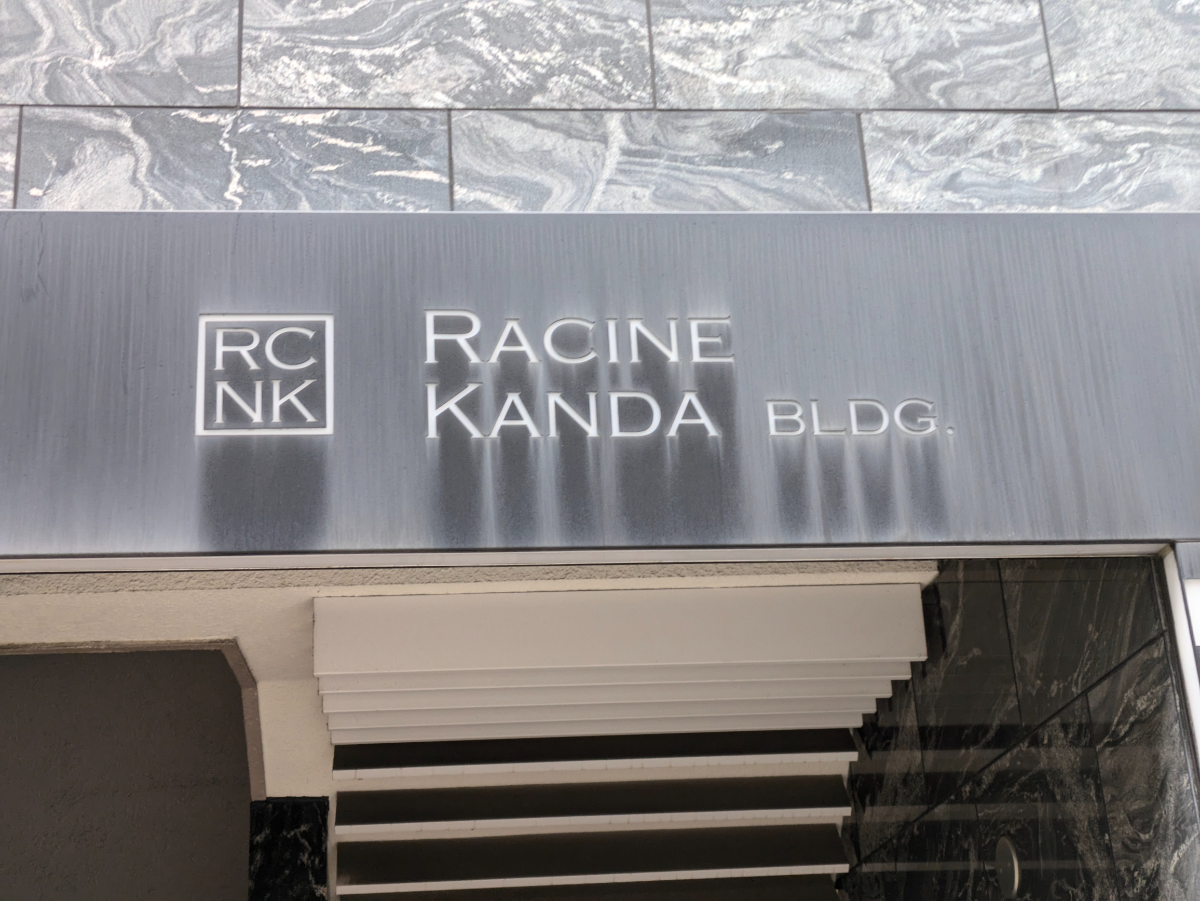 RC
NK
RACINE
KANDA BLDG.